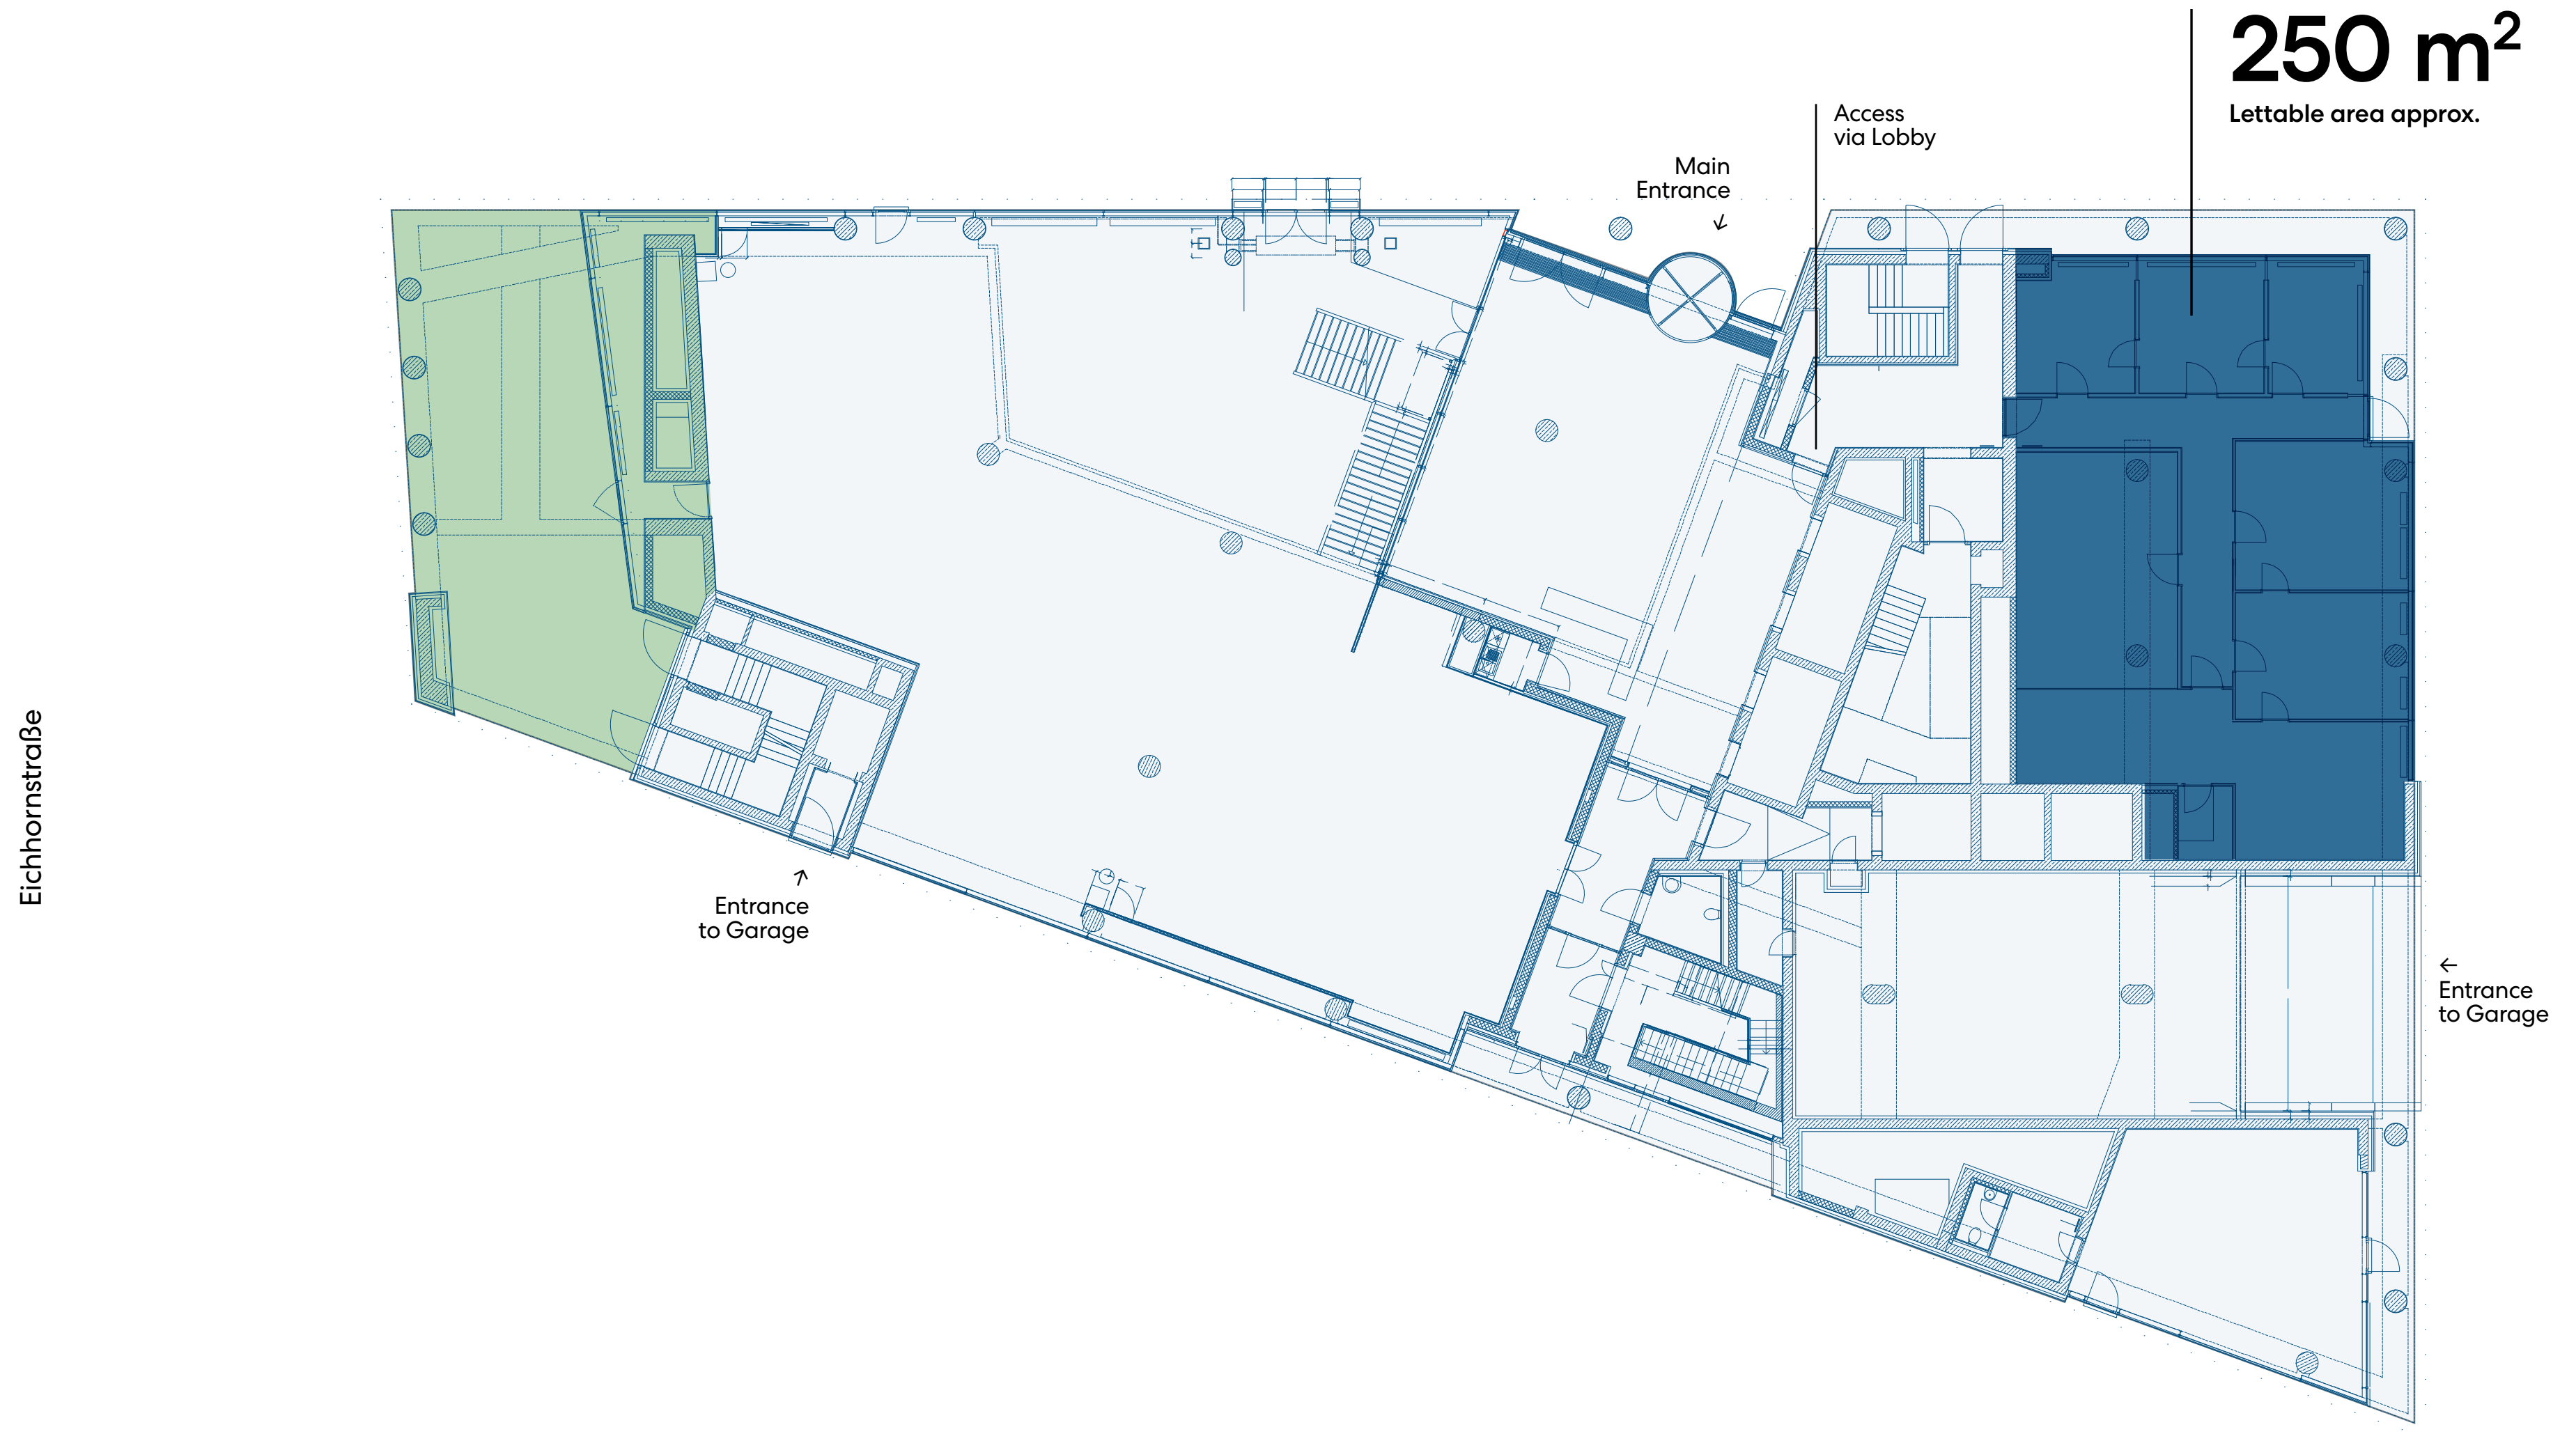 250 m²
Lettable area approx.
Access
via Lobby
Main
Entrance
Eichhornstraße
Entrance
to Garage
Entrance
to Garage